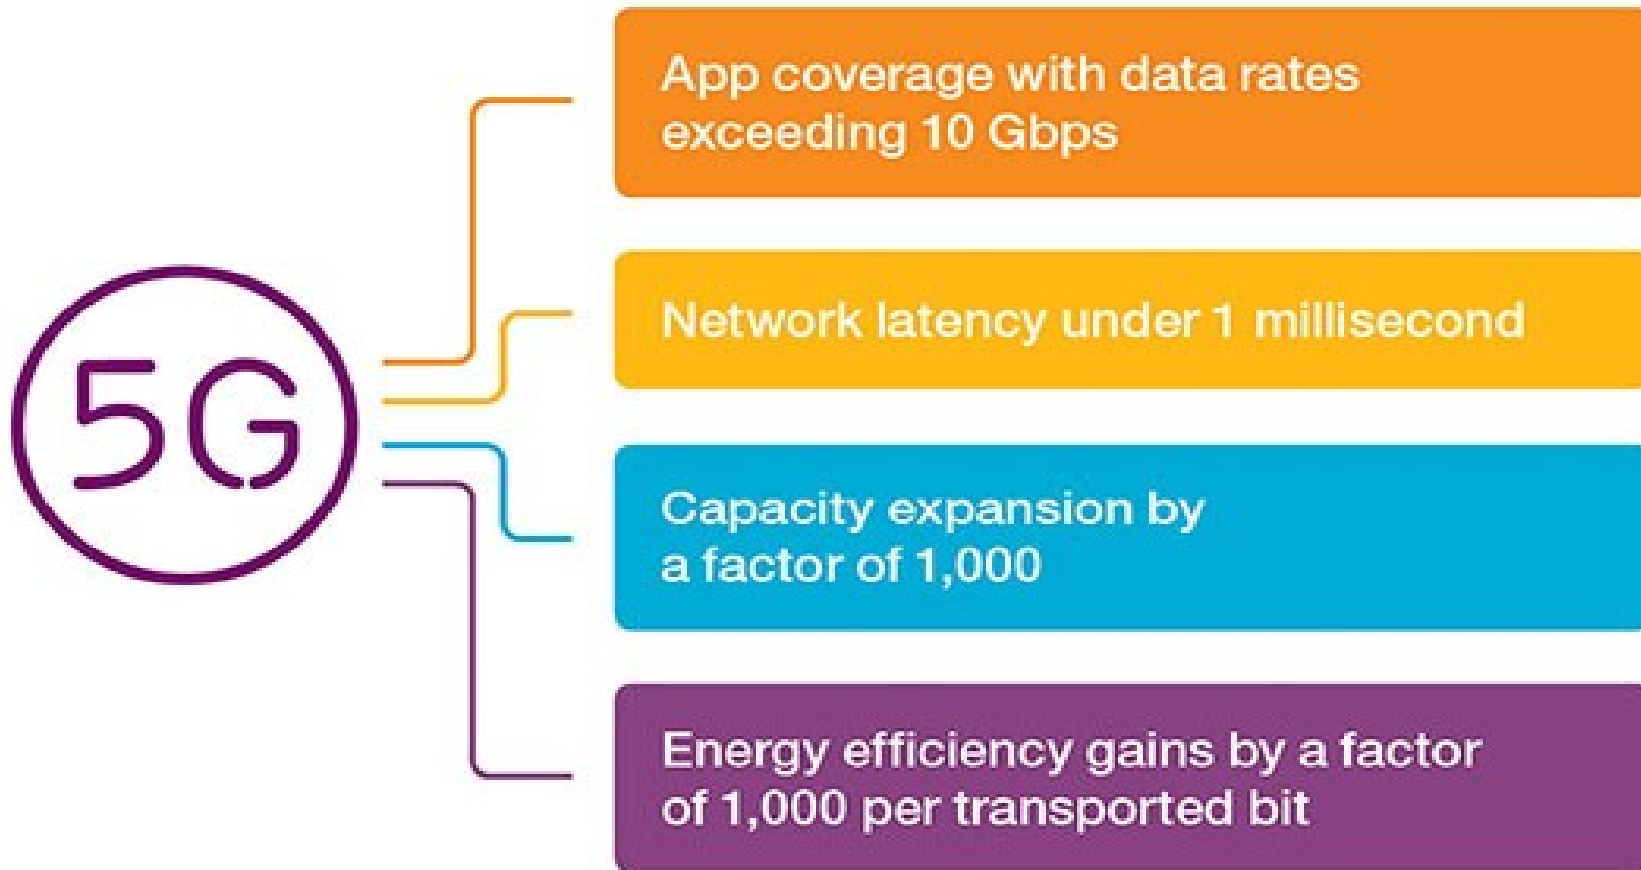 5G
App coverage with data rates
exceeding 10 Gbps
Network latency under 1 millisecond
Capacity expansion by
a factor of 1,000
Energy efficiency gains by a factor
of 1,000 per transported bit